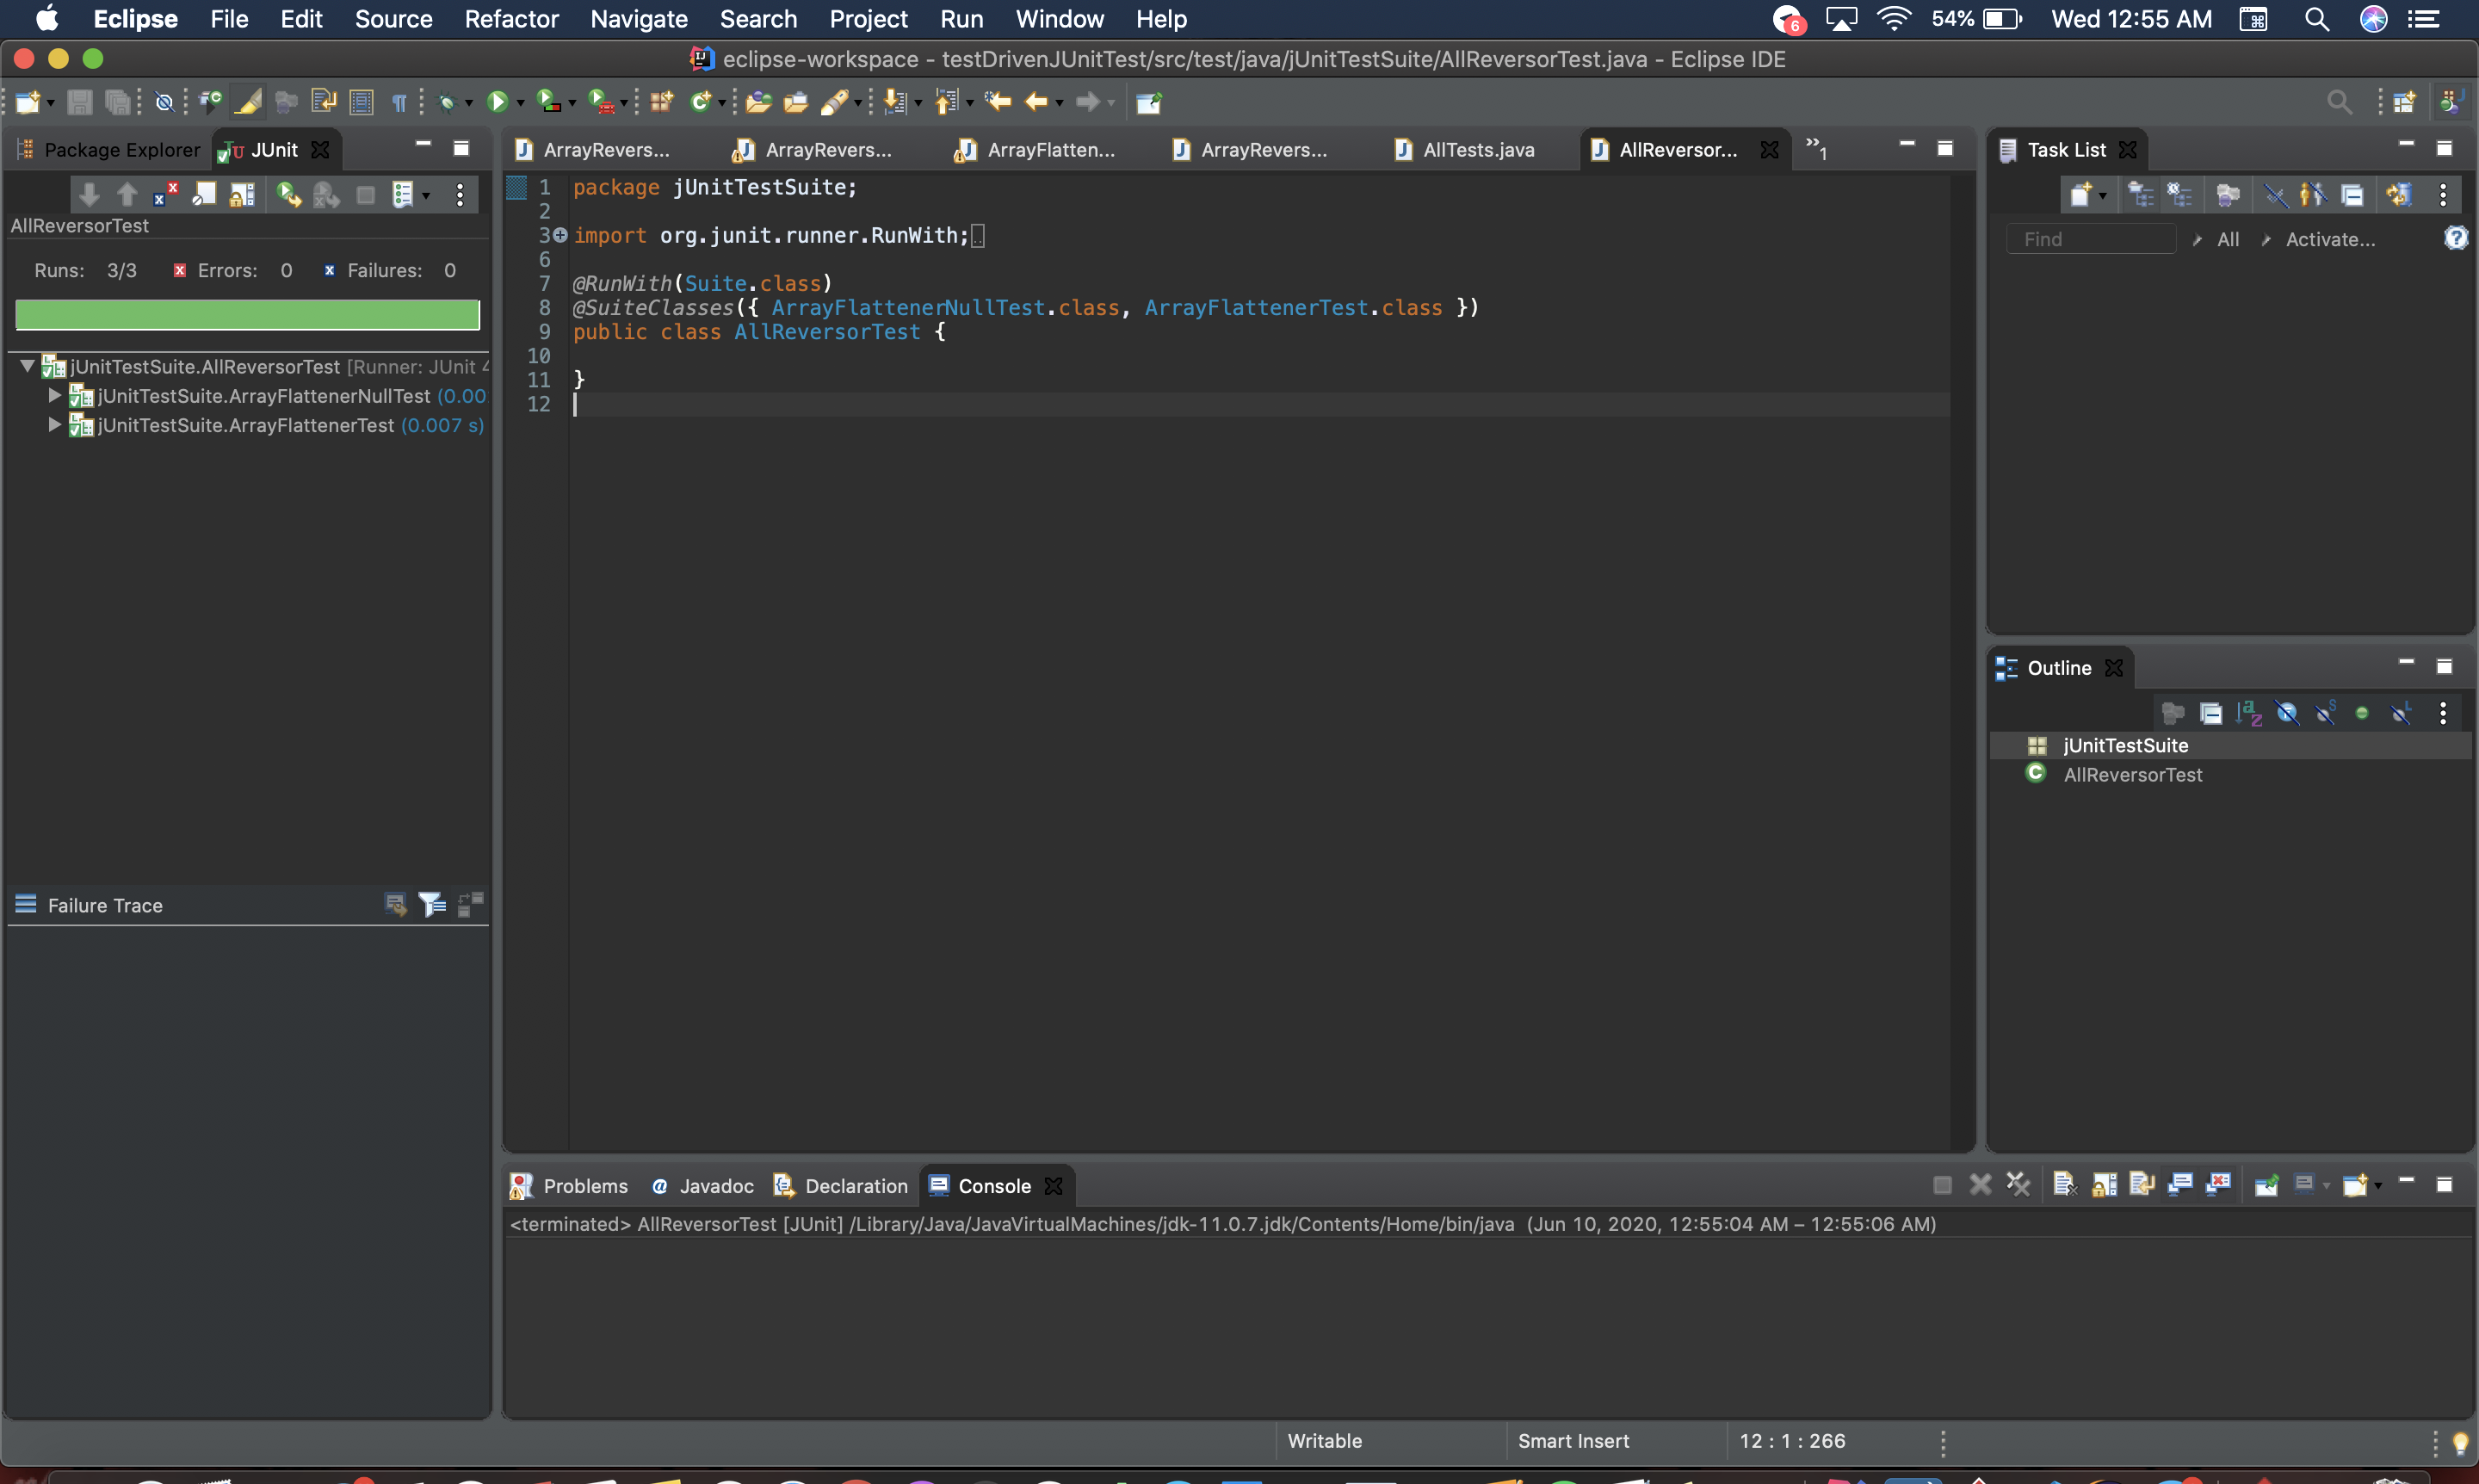 Eclipse File Edit Source Refactor Navigate Search Project Run Window Help 6 54% Wed 12:55 AM
eclipse-workspace - testDrivenJUnitTest/src/test/java/jUnitTestSuite/AllReversorTest.java - Eclipse IDE
Package Explorer JUnit
AllReversorTest
Runs: 3/3 Errors: 0 Failures: 0
jUnitTestSuite.AllReversorTest [Runner: JUnit 4
jUnitTestSuite.ArrayFlattenerNullTest (0.00
jUnitTestSuite.ArrayFlattenerTest (0.007 s)
Failure Trace
ArrayRevers... ArrayRevers... ArrayFlatten... ArrayRevers... AllTests.java AllReversor... »1
1 package jUnitTestSuite;
2
3 import org.junit.runner.RunWith;
6
7 @RunWith(Suite.class)
8 @SuiteClasses({ ArrayFlattenerNullTest.class, ArrayFlattenerTest.class })
9 public class AllReversorTest {
10
11 }
12
Task List
Find All Activate...
Outline
jUnitTestSuite
AllReversorTest
Problems Javadoc Declaration Console
<terminated> AllReversorTest [JUnit] /Library/Java/JavaVirtualMachines/jdk-11.0.7.jdk/Contents/Home/bin/java (Jun 10, 2020, 12:55:04 AM – 12:55:06 AM)
Writable Smart Insert 12 : 1 : 266